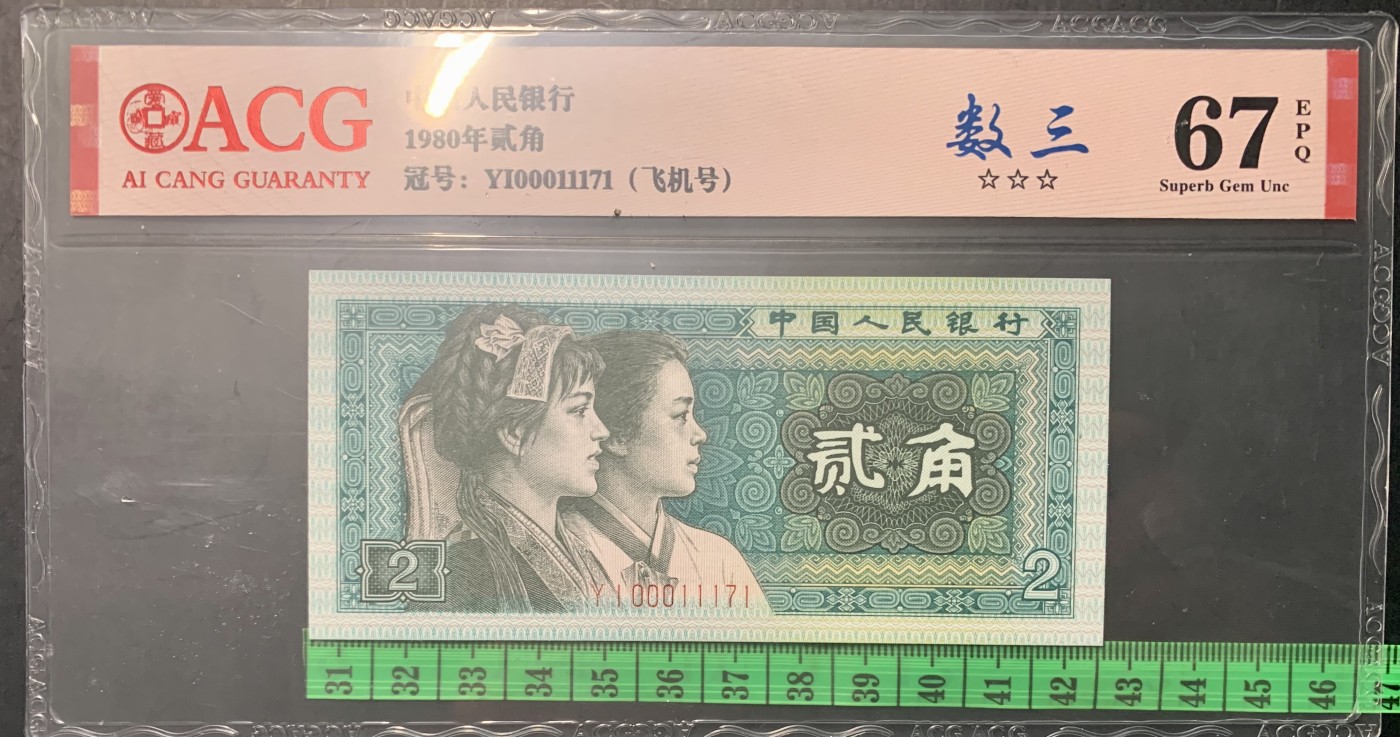 ACG
AI CANG GUARANTY
人民银行
1980年贰角
冠号：YI00011171（飞机号）
数三
☆☆☆
67
EPQ
Superb Gem Unc
中国人民银行
贰角
2
2
YI00011171
31 32 33 34 35 36 37 38 39 40 41 42 43 44 45 46